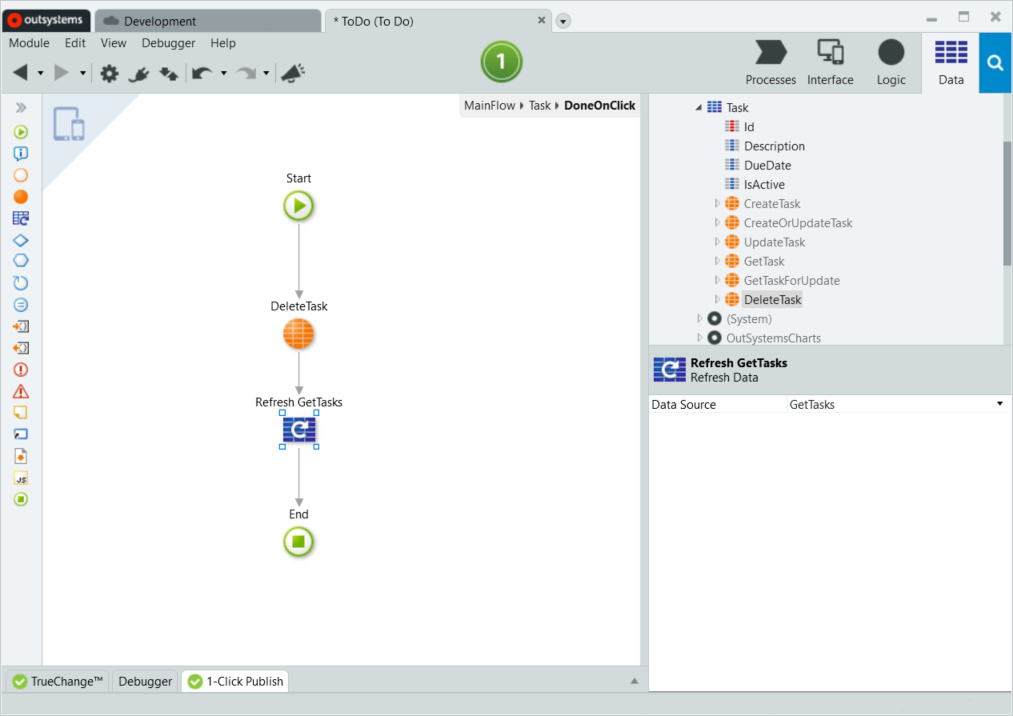 outsystems
Development
* ToDo (To Do)
Module Edit View Debugger Help
1
Processes Interface Logic Data
MainFlow Task DoneOnClick
Start
DeleteTask
Refresh GetTasks
End
JS
Task
Id
Description
DueDate
IsActive
CreateTask
CreateOrUpdateTask
UpdateTask
GetTask
GetTaskForUpdate
DeleteTask
(System)
OutSystemsCharts
Refresh GetTasks
Refresh Data
Data Source GetTasks
TrueChange™ Debugger 1-Click Publish